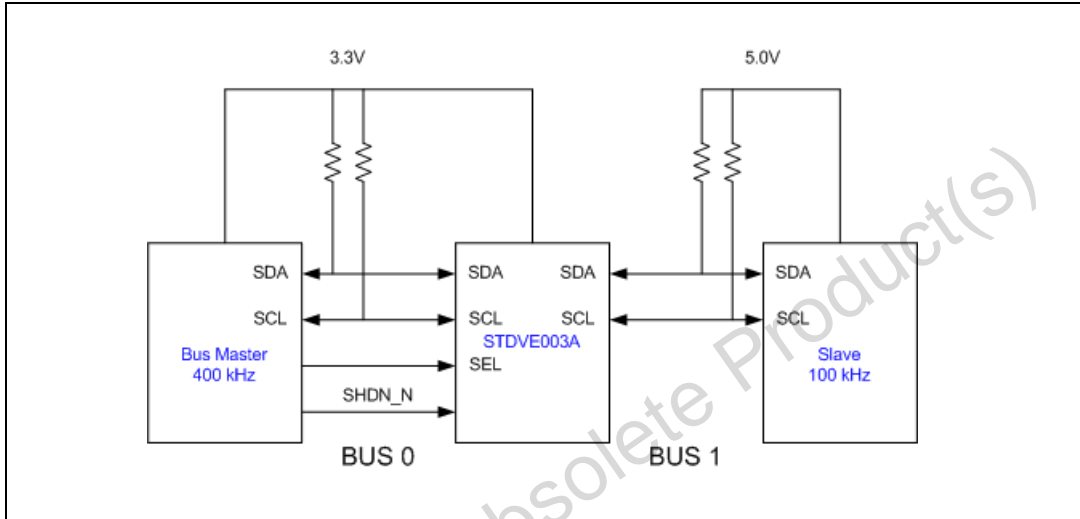 3.3V
5.0V
SDA
SDA
SDA
SDA
SCL
SCL
SCL
SCL
STDVE003A
Bus Master
400 kHz
SEL
Slave
100 kHz
SHDN_N
BUS 0
BUS 1
bsolete Product(s)